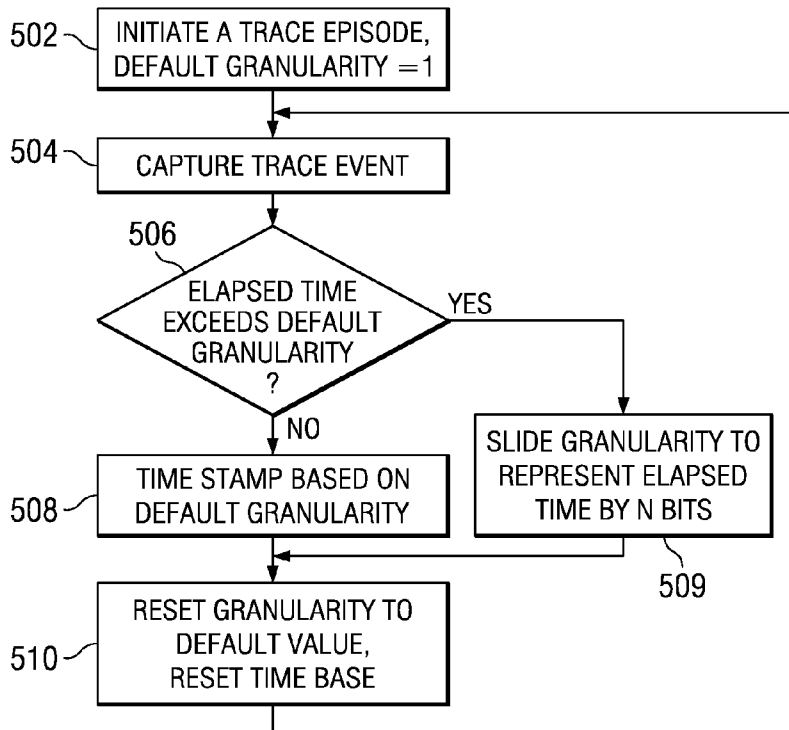 502
INITIATE A TRACE EPISODE,
DEFAULT GRANULARITY =1
504
CAPTURE TRACE EVENT
506
ELAPSED TIME
EXCEEDS DEFAULT
GRANULARITY
?
YES
NO
508
TIME STAMP BASED ON
DEFAULT GRANULARITY
SLIDE GRANULARITY TO
REPRESENT ELAPSED
TIME BY N BITS
509
510
RESET GRANULARITY TO
DEFAULT VALUE,
RESET TIME BASE